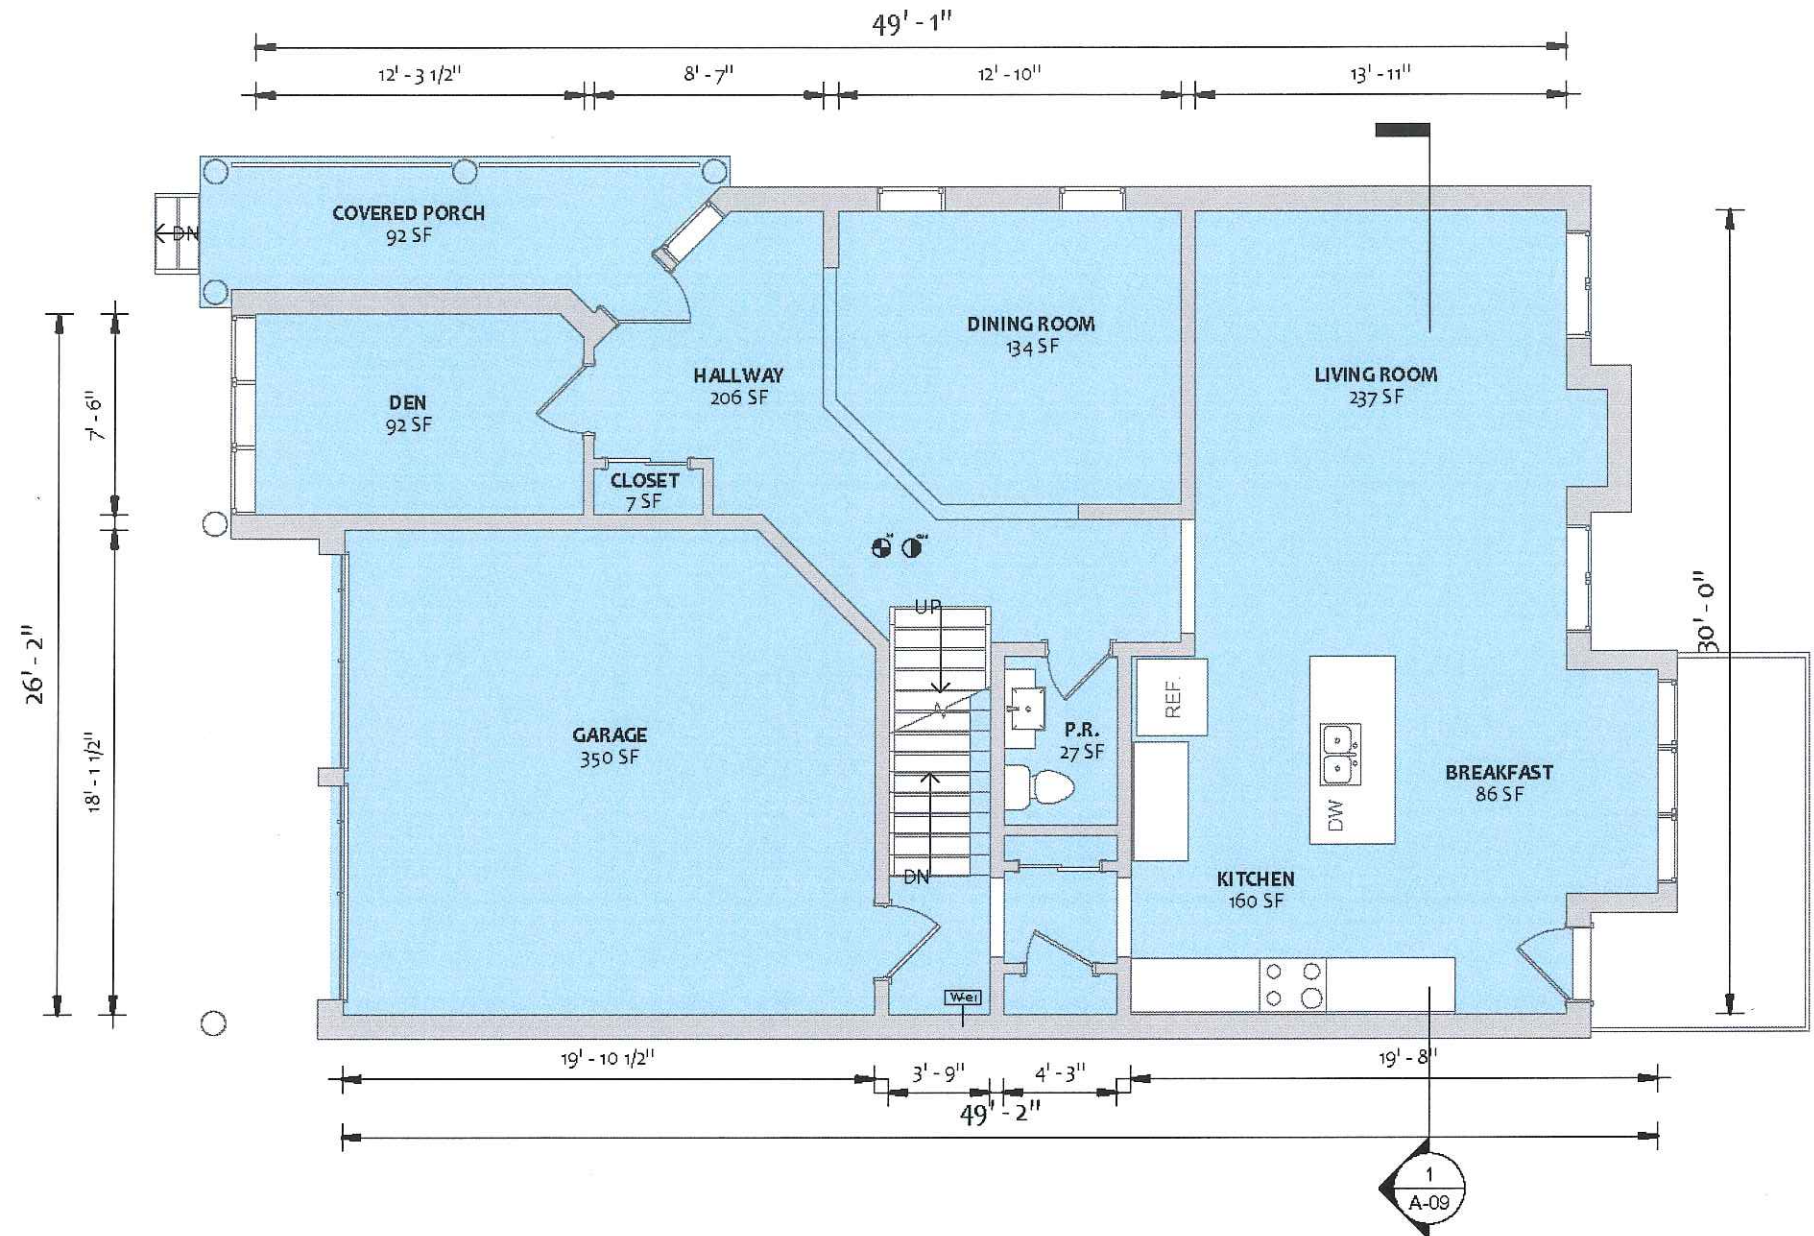 49' - 1"
12' - 3 1/2"
8' - 7"
12' - 10"
13' - 11"
COVERED PORCH
92 SF
DN
DINING ROOM
134 SF
HALLWAY
206 SF
LIVING ROOM
237 SF
DEN
92 SF
7' - 6"
CLOSET
7 SF
26' - 2"
18' - 1 1/2"
30' - 0"
UP
REF.
GARAGE
350 SF
P.R.
27 SF
BREAKFAST
86 SF
DW
DN
KITCHEN
160 SF
19' - 10 1/2"
3' - 9"
4' - 3"
19' - 8"
49' - 2"
1
A-09